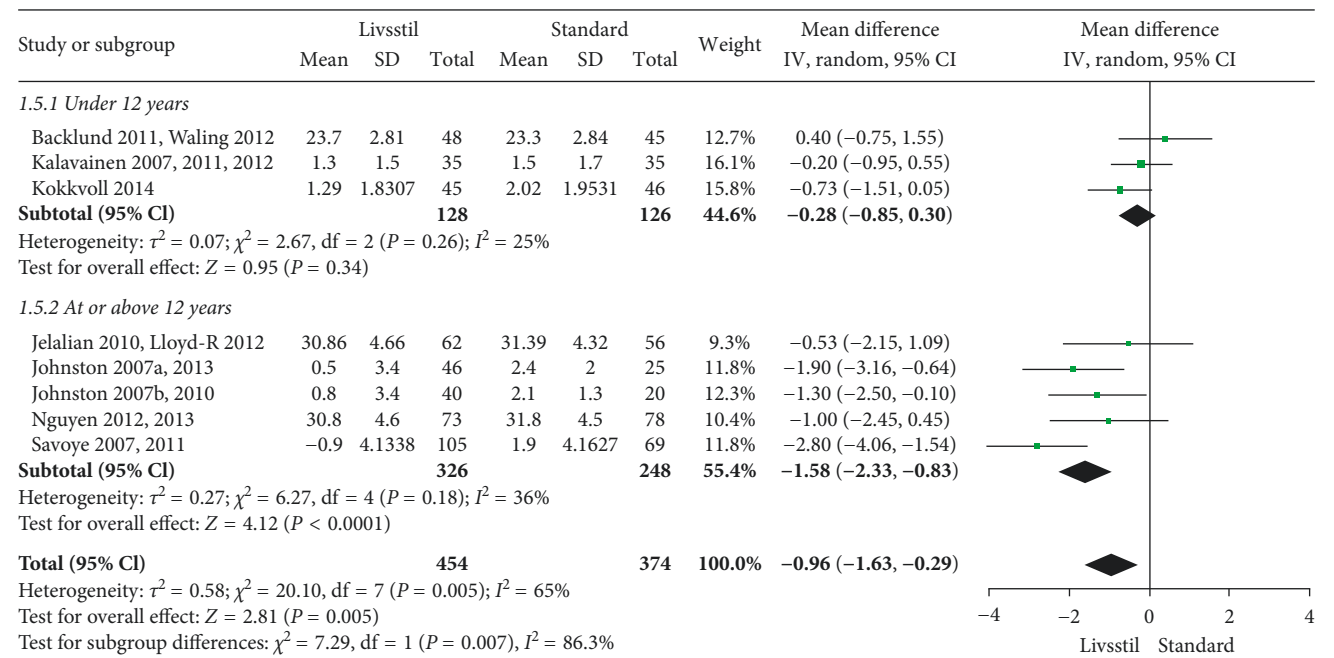 Study or subgroup Livsstil Standard Weight Mean difference Mean difference
Mean SD Total Mean SD Total IV, random, 95% CI IV, random, 95% CI
1.5.1 Under 12 years
Backlund 2011, Waling 2012 23.7 2.81 48 23.3 2.84 45 12.7% 0.40 (−0.75, 1.55)
Kalavainen 2007, 2011, 2012 1.3 1.5 35 1.5 1.7 35 16.1% −0.20 (−0.95, 0.55)
Kokkvoll 2014 1.29 1.8307 45 2.02 1.9531 46 15.8% −0.73 (−1.51, 0.05)
Subtotal (95% Cl) 128 126 44.6% −0.28 (−0.85, 0.30)
Heterogeneity: τ² = 0.07; χ² = 2.67, df = 2 (P = 0.26); I² = 25%
Test for overall effect: Z = 0.95 (P = 0.34)
1.5.2 At or above 12 years
Jelalian 2010, Lloyd-R 2012 30.86 4.66 62 31.39 4.32 56 9.3% −0.53 (−2.15, 1.09)
Johnston 2007a, 2013 0.5 3.4 46 2.4 2 25 11.8% −1.90 (−3.16, −0.64)
Johnston 2007b, 2010 0.8 3.4 40 2.1 1.3 20 12.3% −1.30 (−2.50, −0.10)
Nguyen 2012, 2013 30.8 4.6 73 31.8 4.5 78 10.4% −1.00 (−2.45, 0.45)
Savoye 2007, 2011 −0.9 4.1338 105 1.9 4.1627 69 11.8% −2.80 (−4.06, −1.54)
Subtotal (95% Cl) 326 248 55.4% −1.58 (−2.33, −0.83)
Heterogeneity: τ² = 0.27; χ² = 6.27, df = 4 (P = 0.18); I² = 36%
Test for overall effect: Z = 4.12 (P < 0.0001)
Total (95% Cl) 454 374 100.0% −0.96 (−1.63, −0.29)
Heterogeneity: τ² = 0.58; χ² = 20.10, df = 7 (P = 0.005); I² = 65%
Test for overall effect: Z = 2.81 (P = 0.005)
Test for subgroup differences: χ² = 7.29, df = 1 (P = 0.007), I² = 86.3%
−4 −2 0 2 4
Livsstil Standard